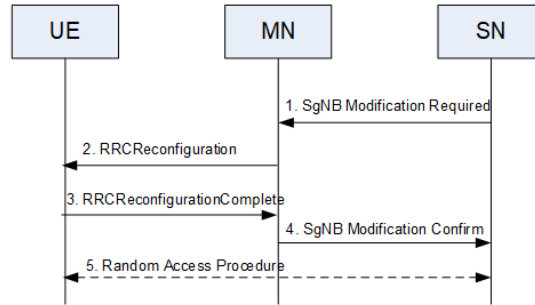 UE
MN
SN
1. SgNB Modification Required
2. RRCReconfiguration
3. RRCReconfigurationComplete
4. SgNB Modification Confirm
5. Random Access Procedure